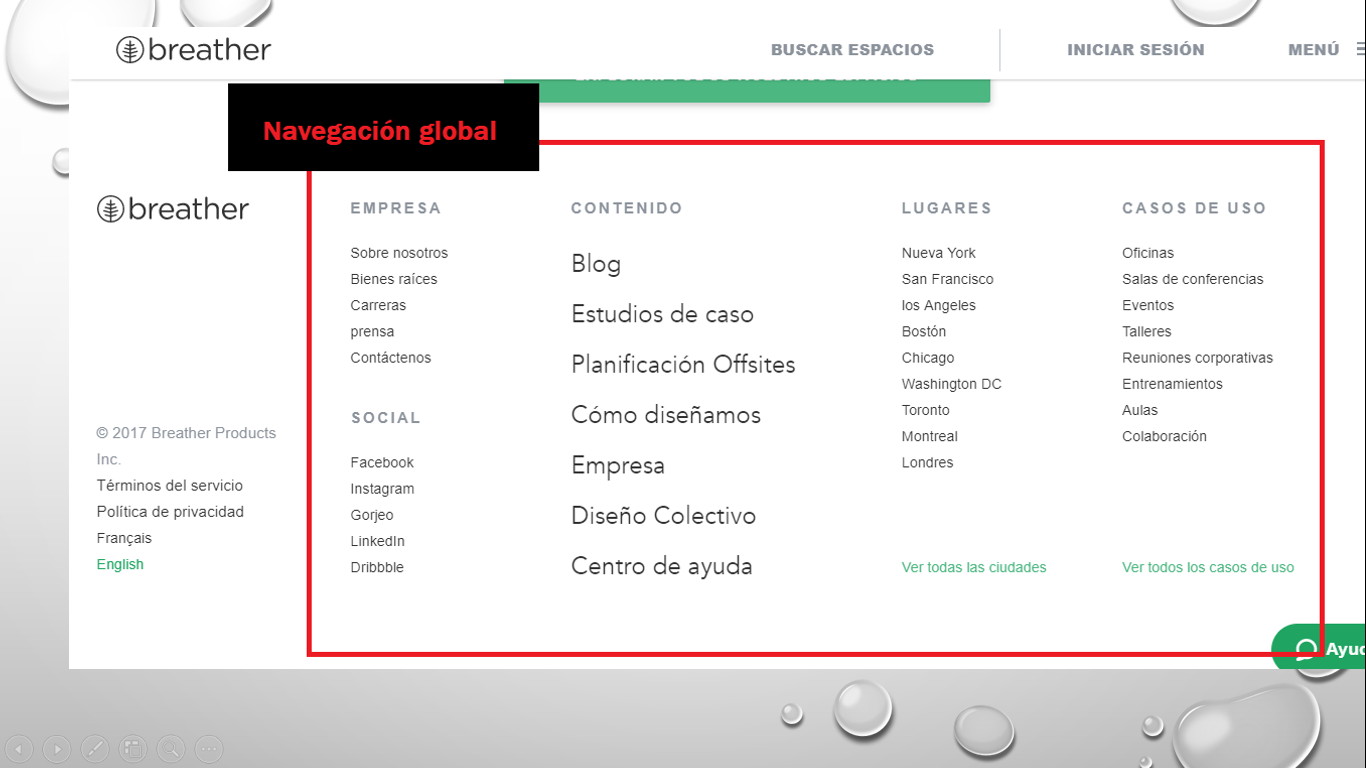 breather
BUSCAR ESPACIOS
INICIAR SESIÓN
MENÚ
Navegación global
breather
EMPRESA
Sobre nosotros
Bienes raíces
Carreras
prensa
Contáctenos
SOCIAL
Facebook
Instagram
Gorjeo
LinkedIn
Dribbble
CONTENIDO
Blog
Estudios de caso
Planificación Offsites
Cómo diseñamos
Empresa
Diseño Colectivo
Centro de ayuda
LUGARES
Nueva York
San Francisco
los Angeles
Bostón
Chicago
Washington DC
Toronto
Montreal
Londres
Ver todas las ciudades
CASOS DE USO
Oficinas
Salas de conferencias
Eventos
Talleres
Reuniones corporativas
Entrenamientos
Aulas
Colaboración
Ver todos los casos de uso
© 2017 Breather Products
Inc.
Términos del servicio
Política de privacidad
Français
English